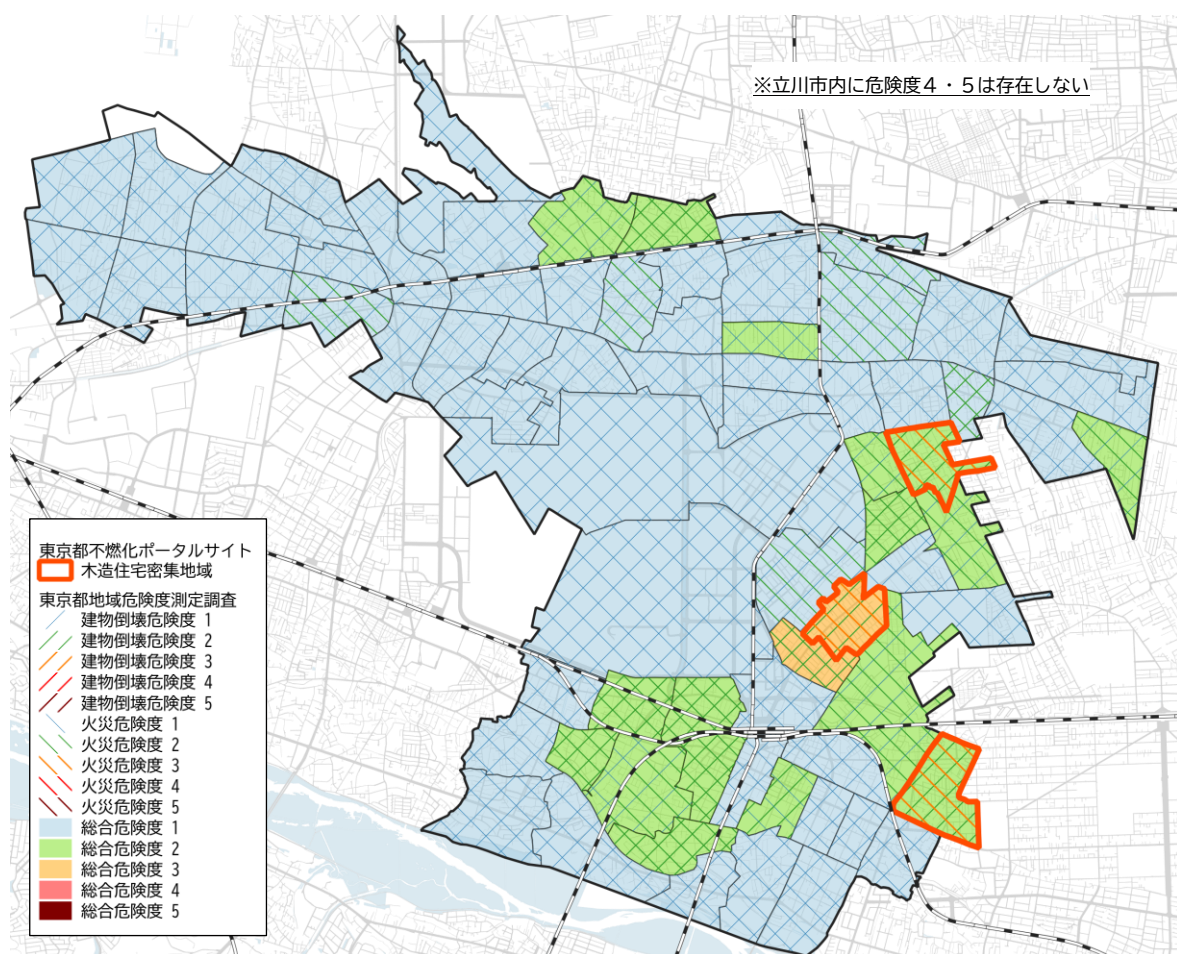 ※立川市内に危険度4・5は存在しない
東京都不燃化ポータルサイト
木造住宅密集地域
東京都地域危険度測定調査
建物倒壊危険度 1
建物倒壊危険度 2
建物倒壊危険度 3
建物倒壊危険度 4
建物倒壊危険度 5
火災危険度 1
火災危険度 2
火災危険度 3
火災危険度 4
火災危険度 5
総合危険度 1
総合危険度 2
総合危険度 3
総合危険度 4
総合危険度 5